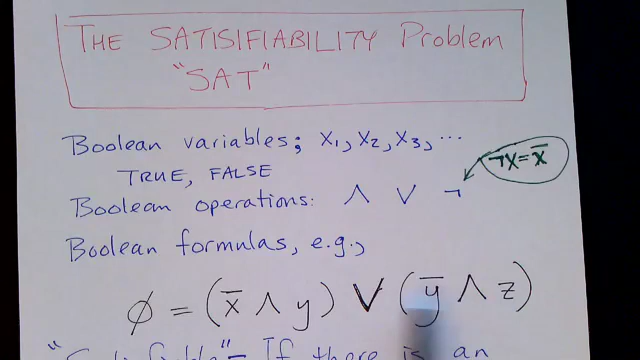 THE SATISIFIABILITY Problem
"SAT"
Boolean variables; x₁, x₂, x₃, ...
TRUE, FALSE
Boolean operations: ∧ ∨ ¬ ¬x = x̅
Boolean formulas, e.g.,
ϕ = (x̅ ∧ y) ∨ (y̅ ∧ z)
If there is an